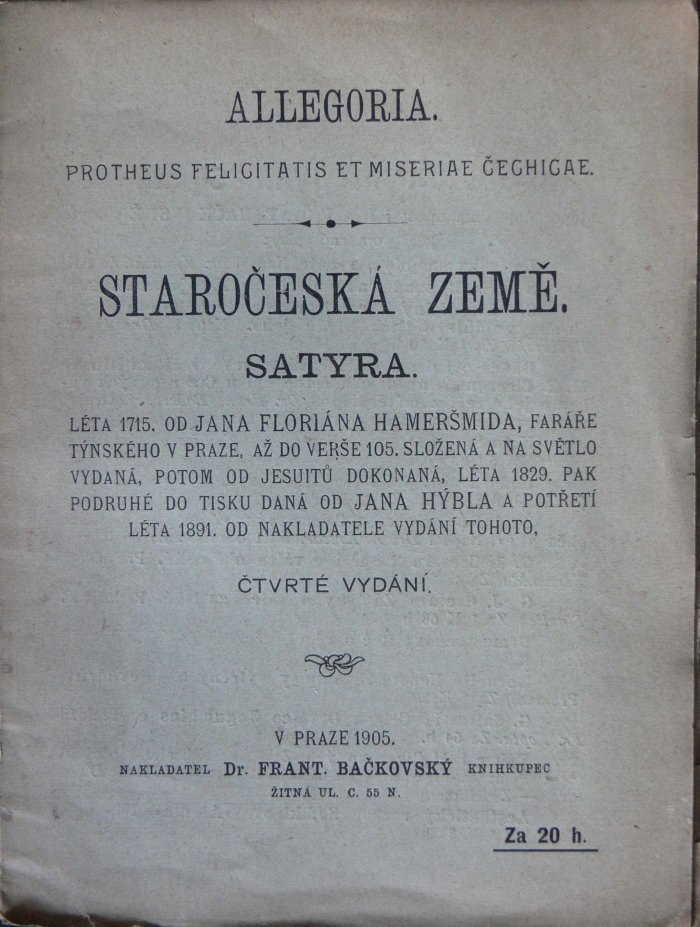 ALLEGORIA.
PROTHEUS FELICITATIS ET MISERIAE ČECHICAE.
STAROČESKÁ ZEMĚ.
SATYRA.
LÉTA 1715. OD JANA FLORIÁNA HAMERŠMIDA, FARÁŘE
TÝNSKÉHO V PRAZE, AŽ DO VERŠE 105. SLOŽENÁ A NA SVĚTLO
VYDANÁ, POTOM OD JESUITŮ DOKONANÁ, LÉTA 1829. PAK
PODRUHÉ DO TISKU DANÁ OD JANA HÝBLA A POTŘETÍ
LÉTA 1891. OD NAKLADATELE VYDÁNÍ TOHOTO,
ČTVRTÉ VYDÁNÍ.
V PRAZE 1905.
NAKLADATEL Dr. FRANT. BAČKOVSKÝ KNIHKUPEC
ŽITNÁ UL. C. 55 N.
Za 20 h.